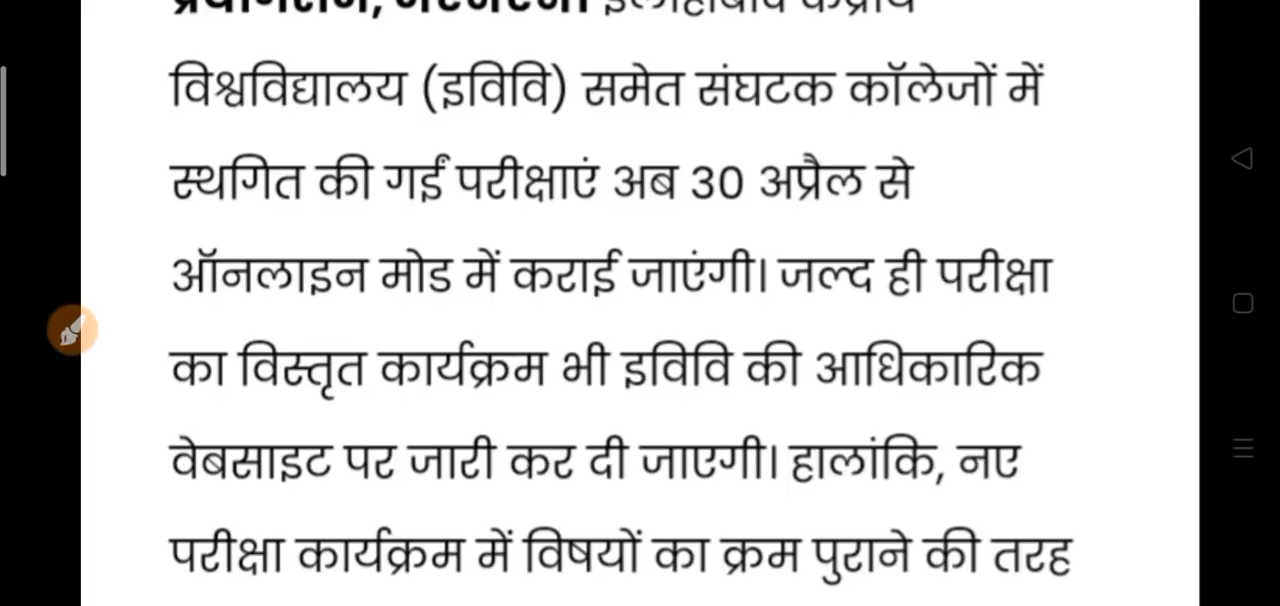 इलाहाबाद केंद्रीय
विश्वविद्यालय (इविवि) समेत संघटक कॉलेजों में
स्थगित की गईं परीक्षाएं अब 30 अप्रैल से
ऑनलाइन मोड में कराई जाएंगी। जल्द ही परीक्षा
का विस्तृत कार्यक्रम भी इविवि की आधिकारिक
वेबसाइट पर जारी कर दी जाएगी। हालांकि, नए
परीक्षा कार्यक्रम में विषयों का क्रम पुराने की तरह